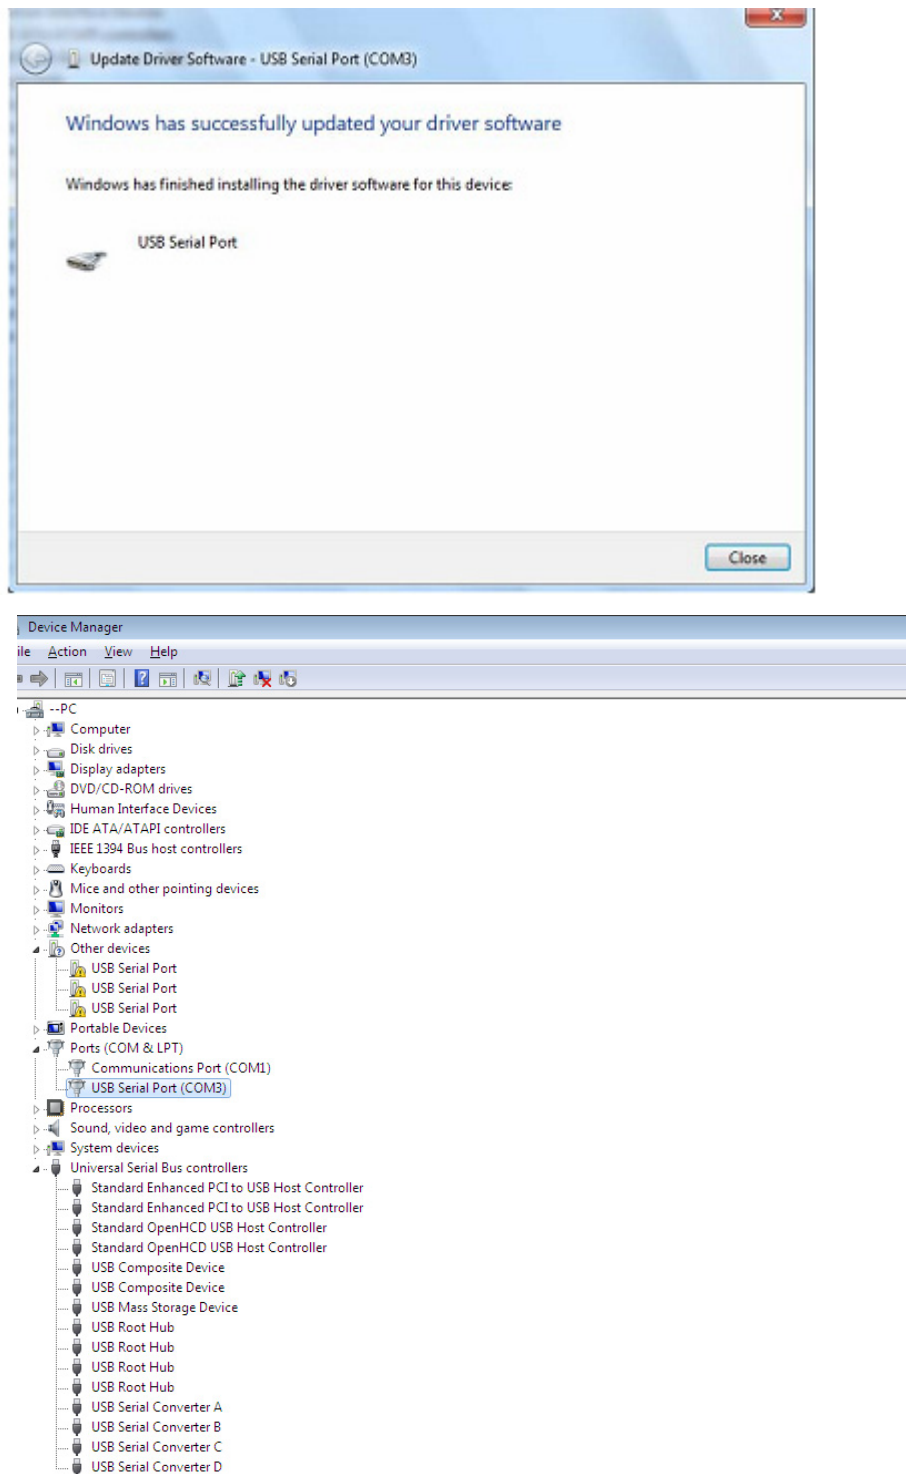 x
Update Driver Software - USB Serial Port (COM3)
Windows has successfully updated your driver software
Windows has finished installing the driver software for this device:
USB Serial Port
Close
Device Manager
ile Action View Help
--PC
Computer
Disk drives
Display adapters
DVD/CD-ROM drives
Human Interface Devices
IDE ATA/ATAPI controllers
IEEE 1394 Bus host controllers
Keyboards
Mice and other pointing devices
Monitors
Network adapters
Other devices
USB Serial Port
USB Serial Port
USB Serial Port
Portable Devices
Ports (COM & LPT)
Communications Port (COM1)
USB Serial Port (COM3)
Processors
Sound, video and game controllers
System devices
Universal Serial Bus controllers
Standard Enhanced PCI to USB Host Controller
Standard Enhanced PCI to USB Host Controller
Standard OpenHCD USB Host Controller
Standard OpenHCD USB Host Controller
USB Composite Device
USB Composite Device
USB Mass Storage Device
USB Root Hub
USB Root Hub
USB Root Hub
USB Root Hub
USB Serial Converter A
USB Serial Converter B
USB Serial Converter C
USB Serial Converter D